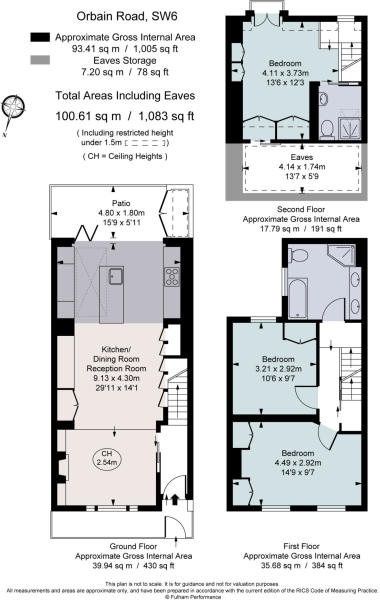 Orbain Road, SW6
Approximate Gross Internal Area
93.41 sq m / 1,005 sq ft
Eaves Storage
7.20 sq m / 78 sq ft
Total Areas Including Eaves
100.61 sq m / 1,083 sq ft
( Including restricted height
under 1.5m )
( CH = Ceiling Heights )
N
Bedroom
4.11 x 3.73m
13'6 x 12'3
Eaves
4.14 x 1.74m
13'7 x 5'9
Second Floor
Approximate Gross Internal Area
17.79 sq m / 191 sq ft
Patio
4.80 x 1.80m
15'9 x 5'11
Kitchen/
Dining Room
Reception Room
9.13 x 4.30m
29'11 x 14'1
CH
2.54m
Ground Floor
Approximate Gross Internal Area
39.94 sq m / 430 sq ft
Bedroom
3.21 x 2.92m
10'6 x 9'7
Bedroom
4.49 x 2.92m
14'9 x 9'7
First Floor
Approximate Gross Internal Area
35.68 sq m / 384 sq ft
This plan is not to scale. It is for guidance and not for valuation purposes.
All measurements and areas are approximate only, and have been prepared in accordance with the current edition of the RICS Code of Measuring Practice.
© Fulham Performance